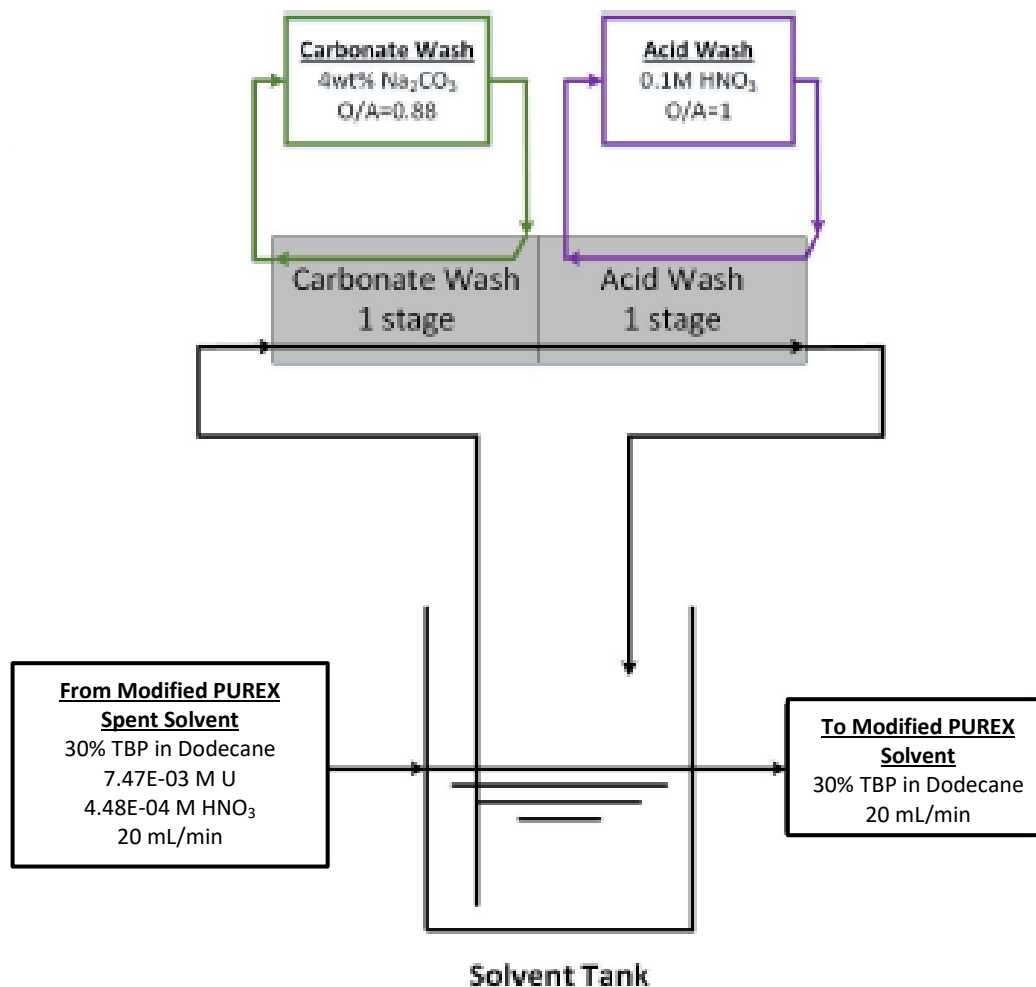 Carbonate Wash
4wt% Na₂CO₃
O/A=0.88
Acid Wash
0.1M HNO₃
O/A=1
Carbonate Wash
1 stage
Acid Wash
1 stage
From Modified PUREX
Spent Solvent
30% TBP in Dodecane
7.47E-03 M U
4.48E-04 M HNO₃
20 mL/min
To Modified PUREX
Solvent
30% TBP in Dodecane
20 mL/min
Solvent Tank